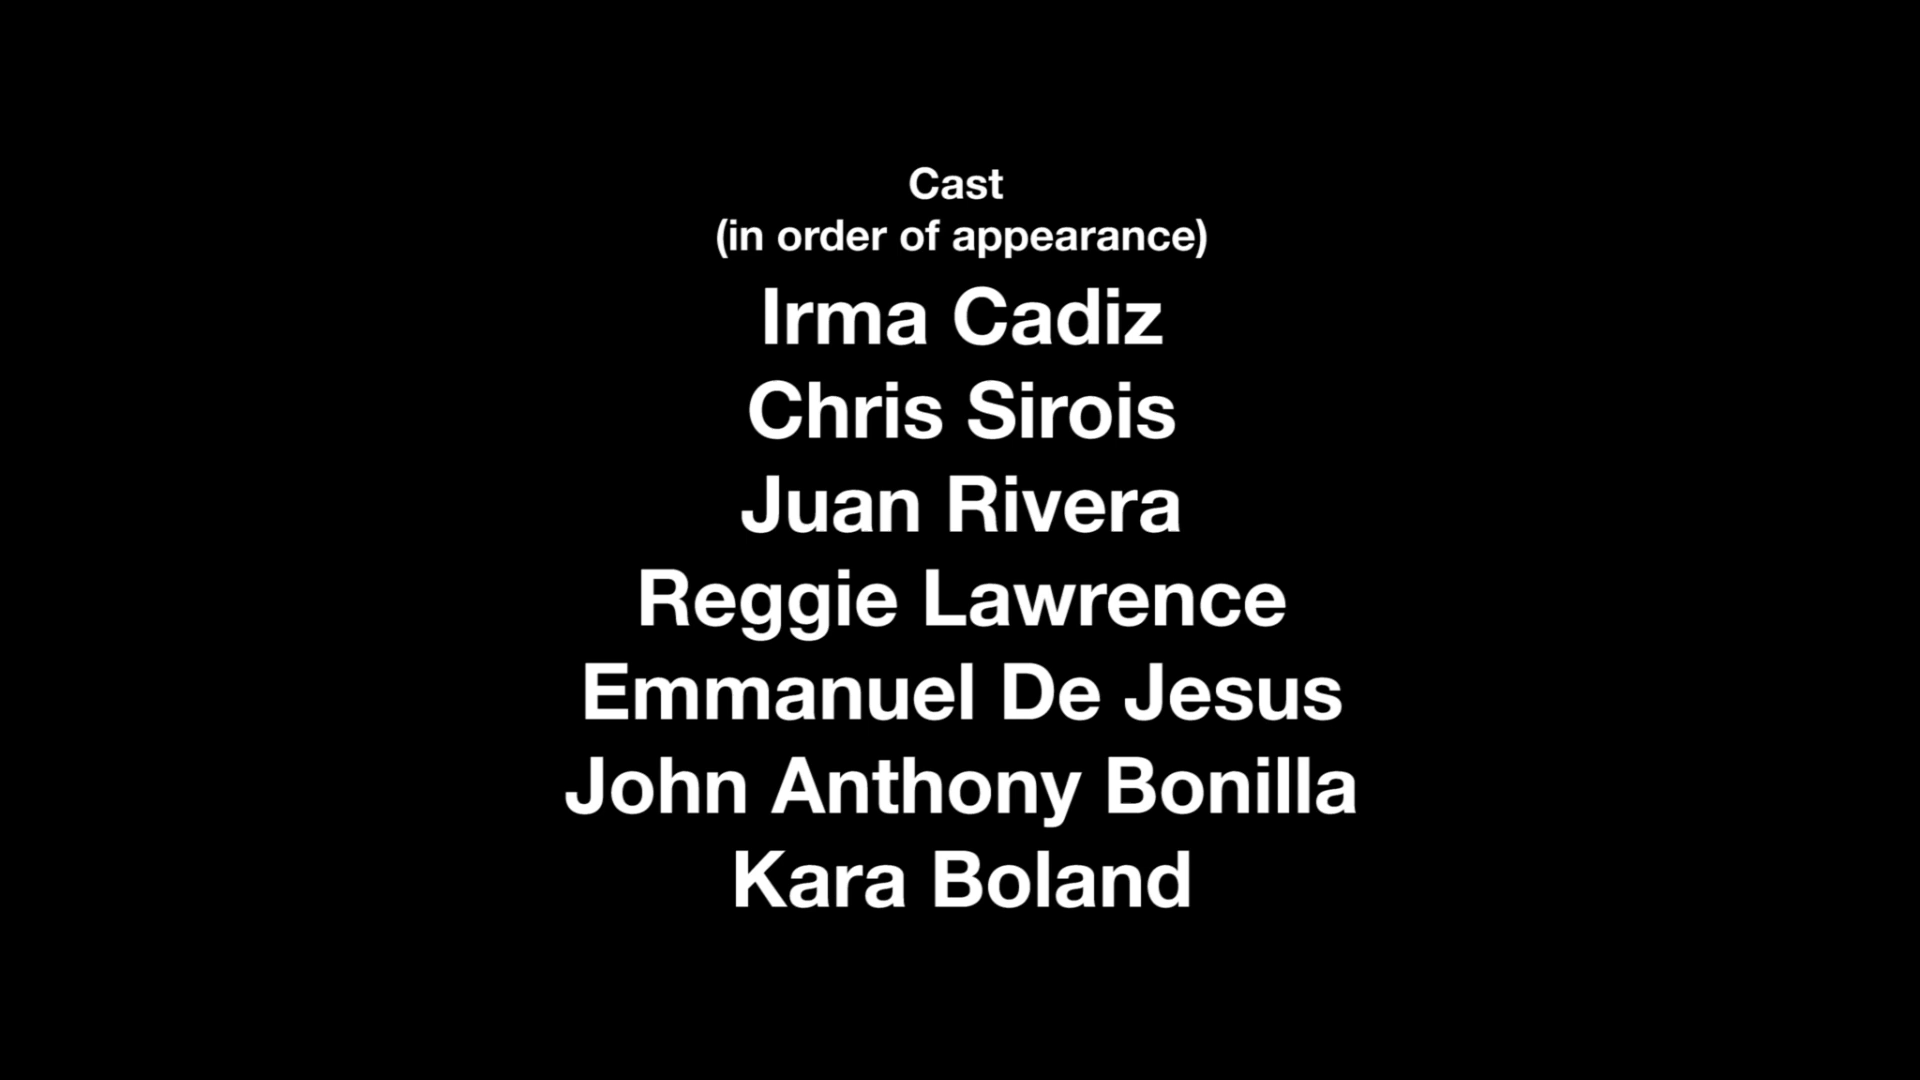 Cast
(in order of appearance)
Irma Cadiz
Chris Sirois
Juan Rivera
Reggie Lawrence
Emmanuel De Jesus
John Anthony Bonilla
Kara Boland